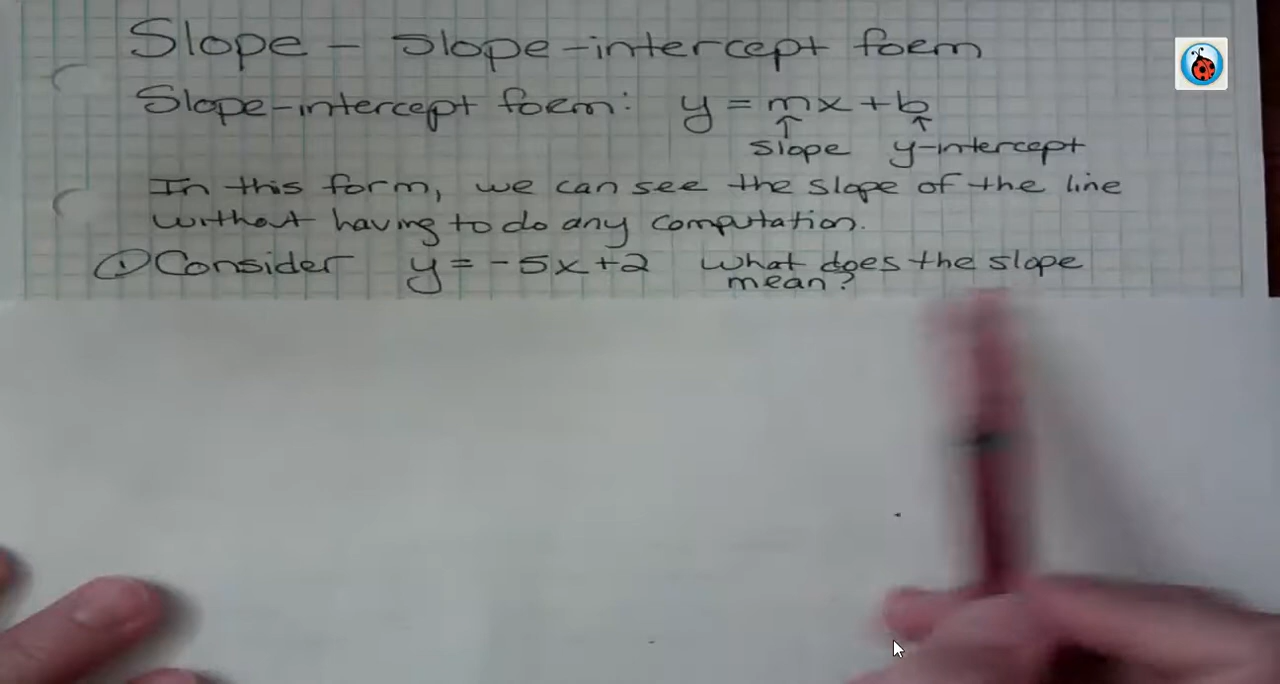 Slope - slope-intercept form
Slope-intercept form: y = mx + b
↑ ↑
slope y-intercept
In this form, we can see the slope of the line
without having to do any computation.
① Consider y = -5x+2 What does the slope
mean?